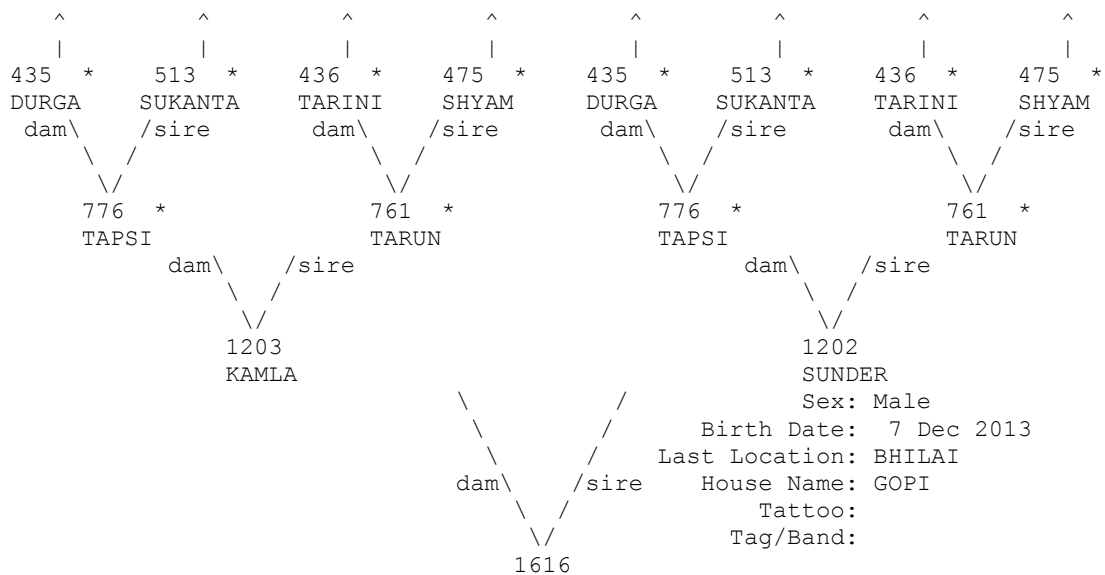 ^ ^ ^ ^ ^ ^ ^ ^
| | | | | | | |
435 * 513 * 436 * 475 * 435 * 513 * 436 * 475 *
DURGA SUKANTA TARINI SHYAM DURGA SUKANTA TARINI SHYAM
dam\ /sire dam\ /sire dam\ /sire dam\ /sire
\ / \ / \ / \ /
\/ \/ \/ \/
776 * 761 * 776 * 761 *
TAPSI TARUN TAPSI TARUN
dam\ /sire dam\ /sire
\ / \ /
\/ \/
1203 1202
KAMLA SUNDER
\ / Sex: Male
\ / Birth Date: 7 Dec 2013
\ / Last Location: BHILAI
dam\ /sire House Name: GOPI
\ / Tattoo:
\/ Tag/Band:
1616